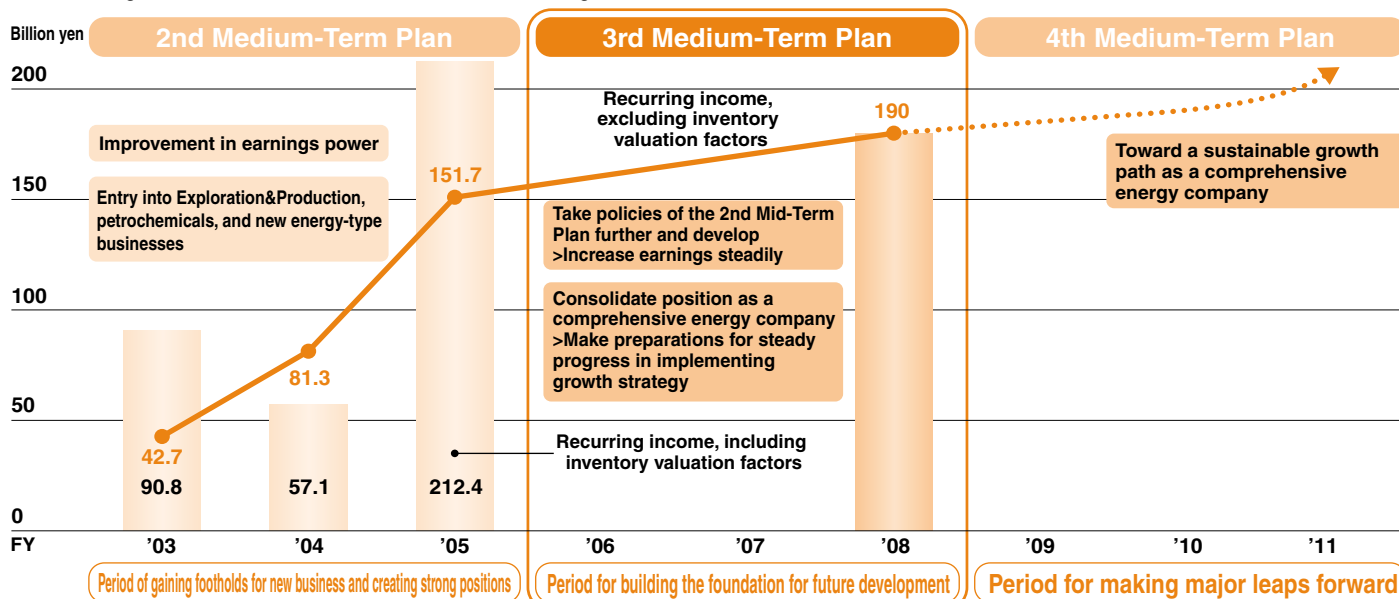 Billion yen
2nd Medium-Term Plan
3rd Medium-Term Plan
4th Medium-Term Plan
200
150
100
50
0
Improvement in earnings power
Entry into Exploration&Production,
petrochemicals, and new energy-type
businesses
Recurring income,
excluding inventory
valuation factors
190
151.7
81.3
42.7
90.8
57.1
212.4
Take policies of the 2nd Mid-Term
Plan further and develop
>Increase earnings steadily
Consolidate position as a
comprehensive energy company
>Make preparations for steady
progress in implementing
growth strategy
Recurring income, including
inventory valuation factors
Toward a sustainable growth
path as a comprehensive
energy company
FY
’03
’04
’05
’06
’07
’08
’09
’10
’11
Period of gaining footholds for new business and creating strong positions
Period for building the foundation for future development
Period for making major leaps forward